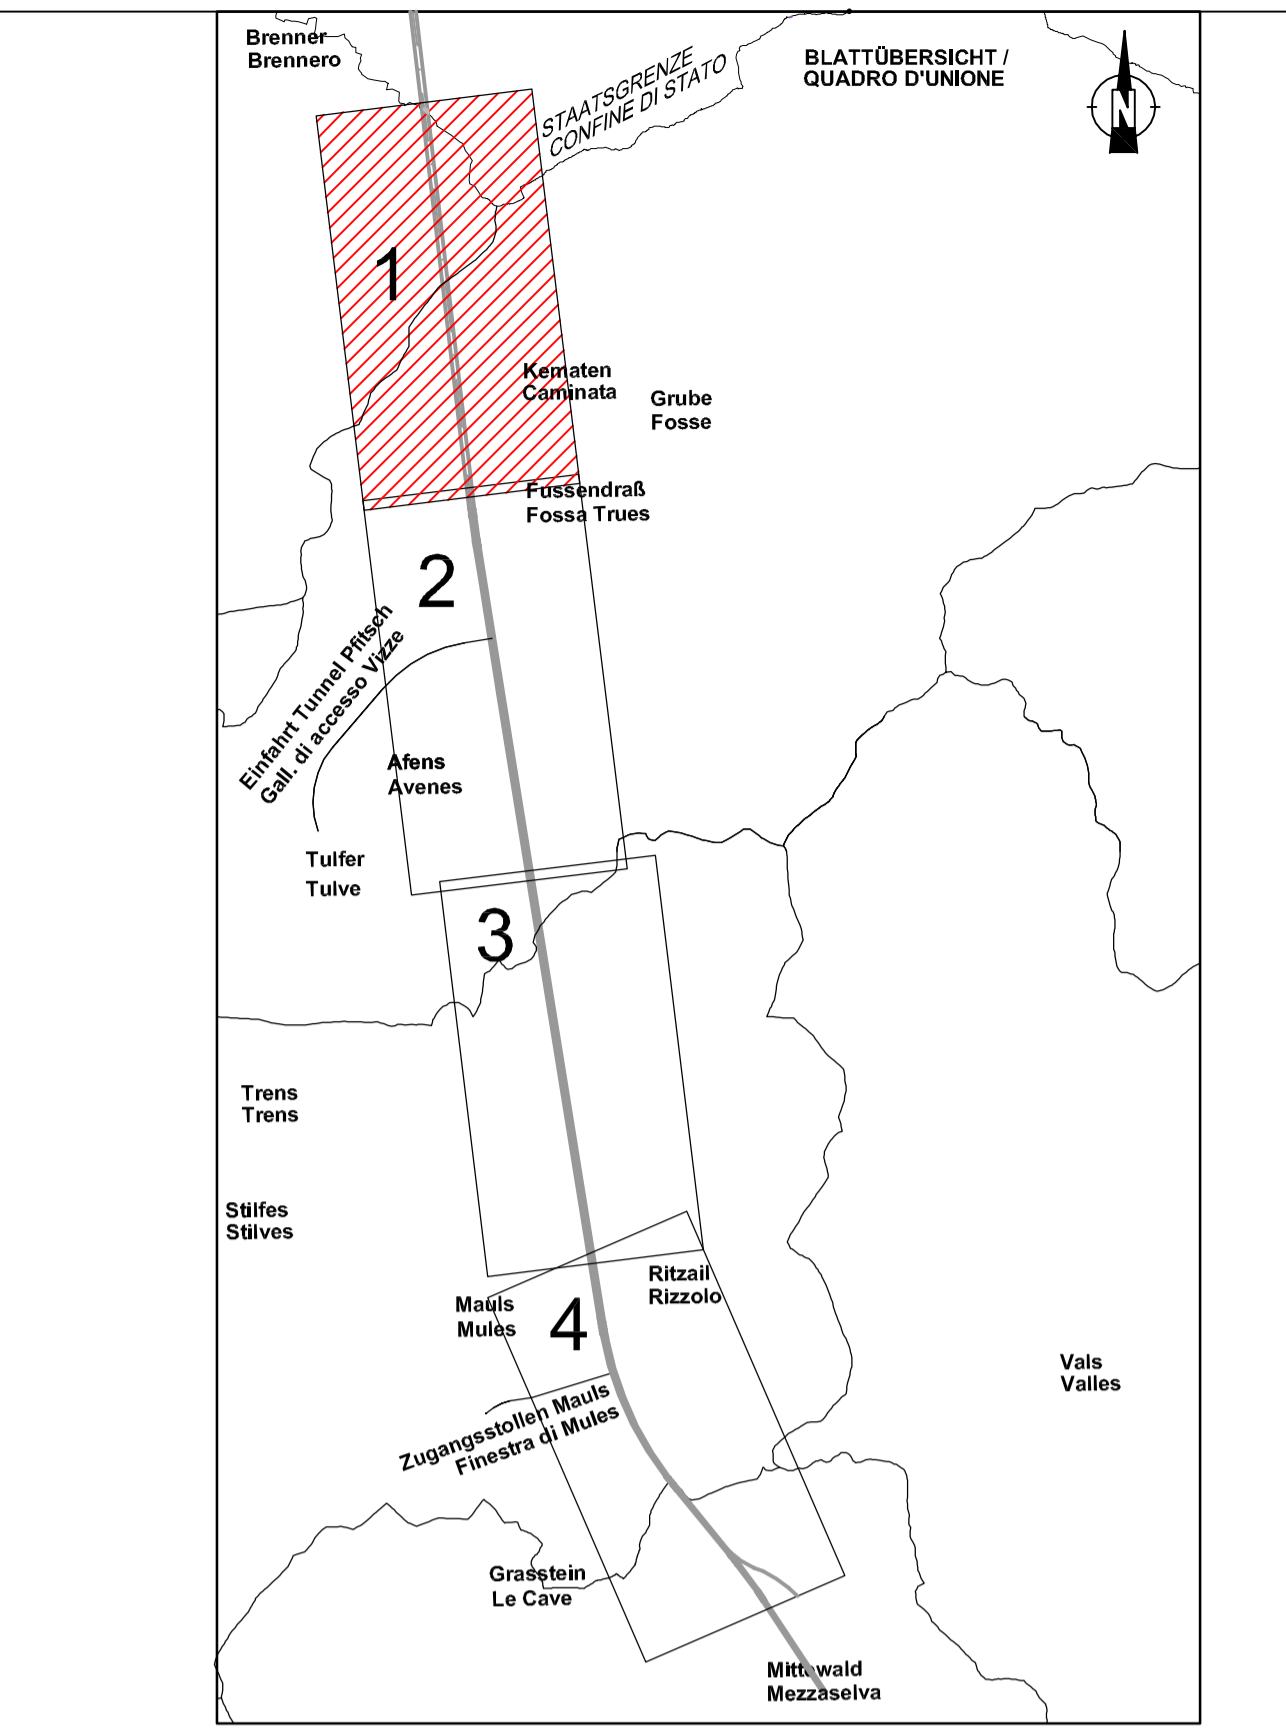 Brenner
Brennero
STAATSGRENZE
CONFINE DI STATO
BLATTÜBERSICHT /
QUADRO D'UNIONE
N
1
Kematen
Caminata
Grube
Fosse
Fussendraß
Fossa Trues
2
Einfahrt Tunnel Pfitsch
Gall. di accesso Vizze
Afens
Avenes
Tulfer
Tulve
3
Trens
Trens
Stilfes
Stilves
Ritzail
Rizzolo
Mauls
Mules
4
Vals
Valles
Zugangsstollen Mauls
Finestra di Mules
Grasstein
Le Cave
Mittewald
Mezzaselva